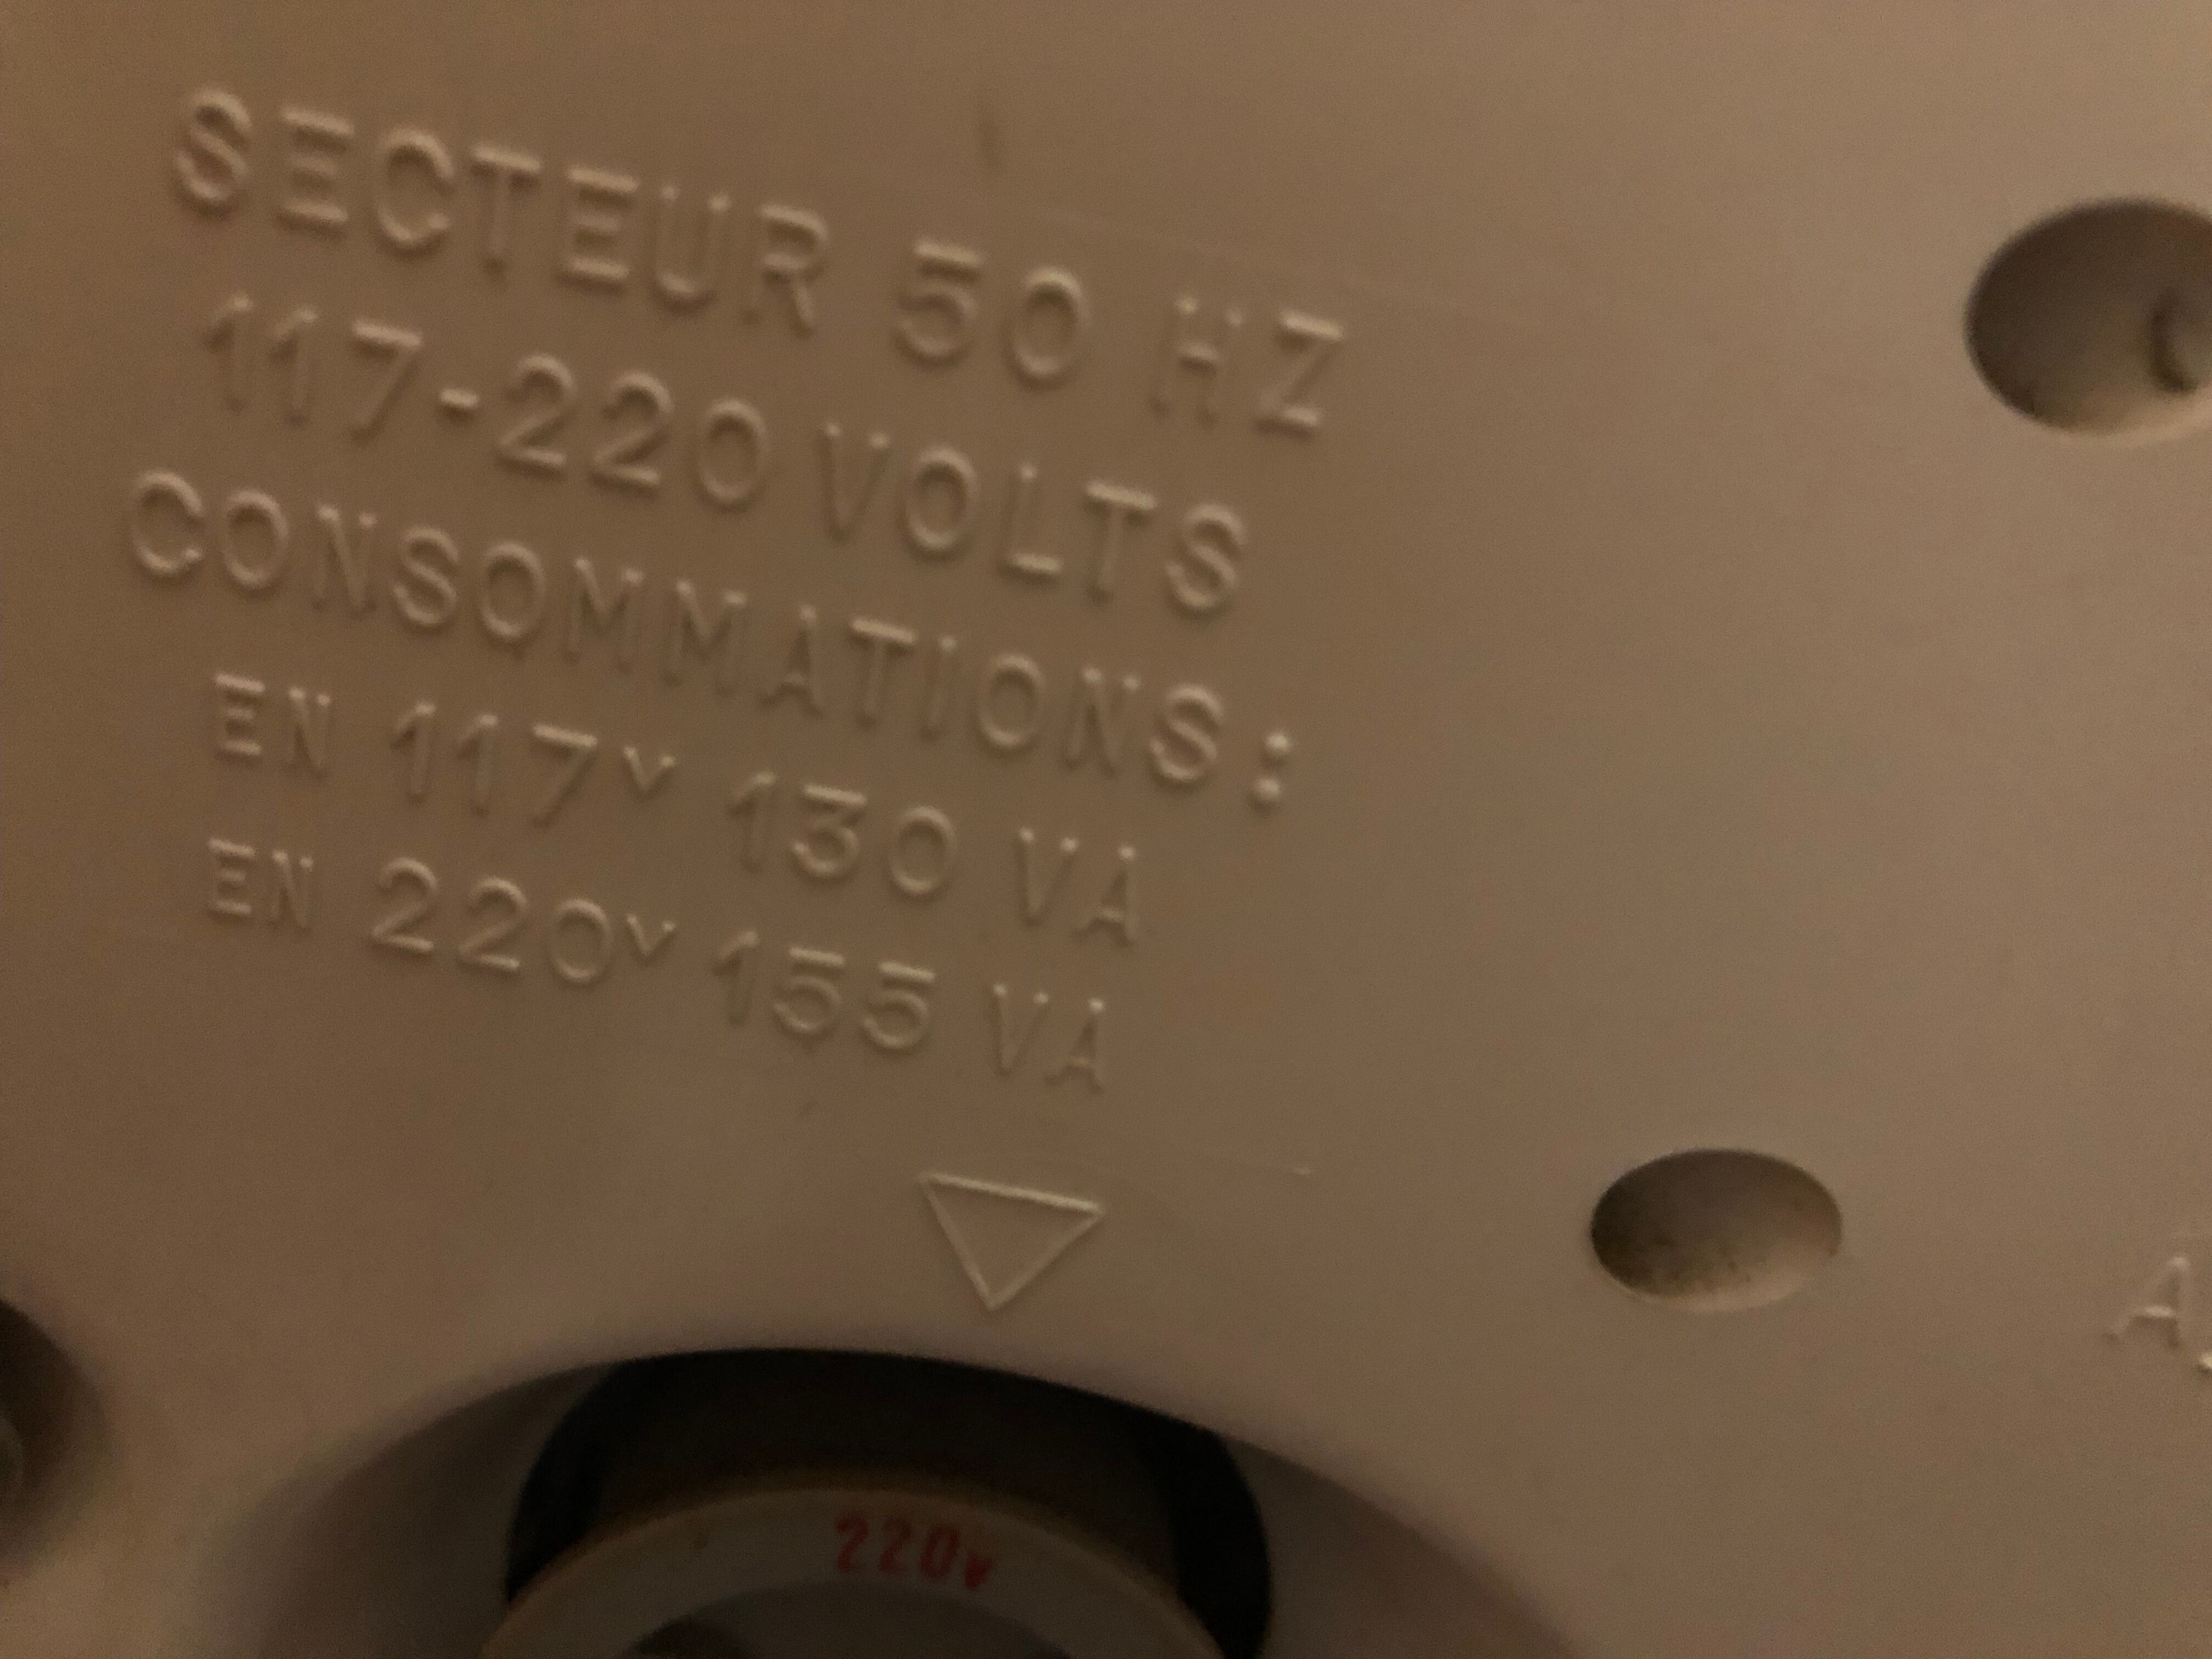 SECTEUR 50 HZ
117-220 VOLTS
CONSOMMATIONS:
EN 117V 130 VA
EN 220V 155 VA
220v